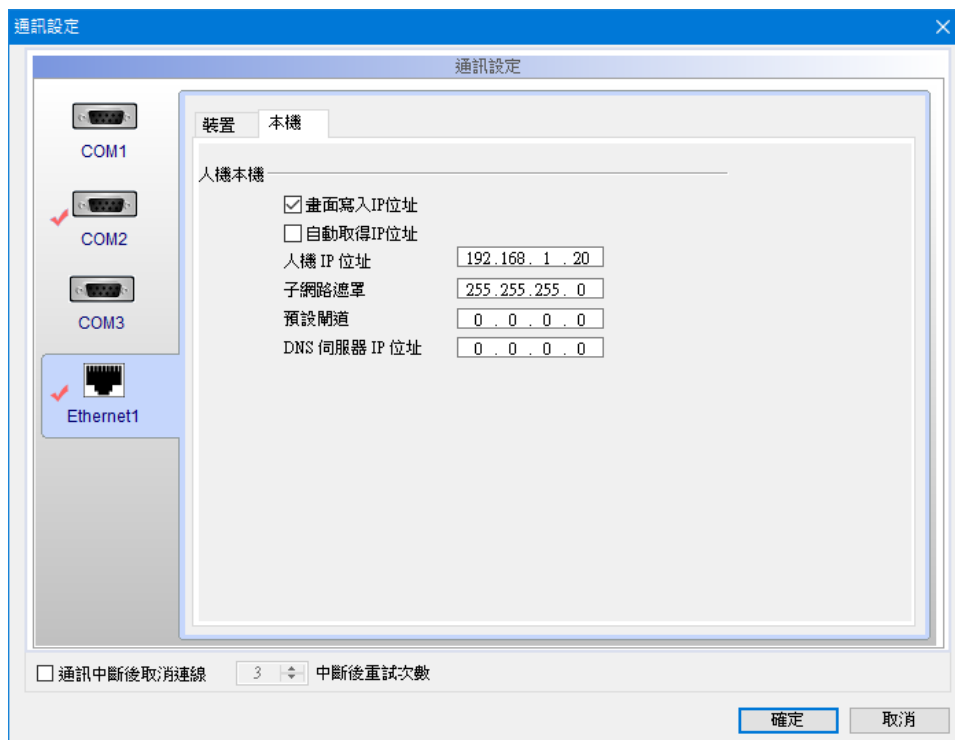 通訊設定
通訊設定
COM1
COM2
COM3
Ethernet1
裝置 本機
人機本機
畫面寫入IP位址
自動取得IP位址
人機 IP 位址 192.168. 1 . 20
子網路遮罩 255.255.255. 0
預設閘道 0 . 0 . 0 . 0
DNS 伺服器 IP 位址 0 . 0 . 0 . 0
通訊中斷後取消連線 3 中斷後重試次數
確定 取消